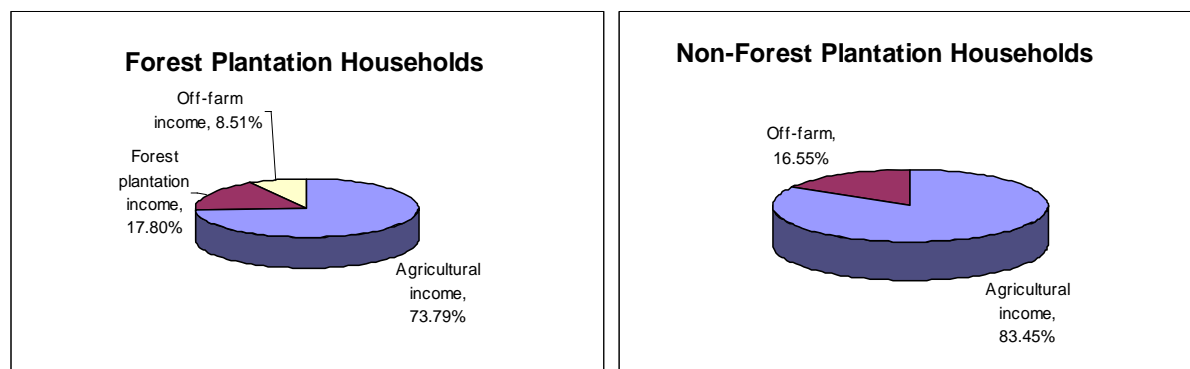 Forest Plantation Households
Off-farm
income, 8.51%
Forest
plantation
income,
17.80%
Agricultural
income,
73.79%
Non-Forest Plantation Households
Off-farm,
16.55%
Agricultural
income,
83.45%